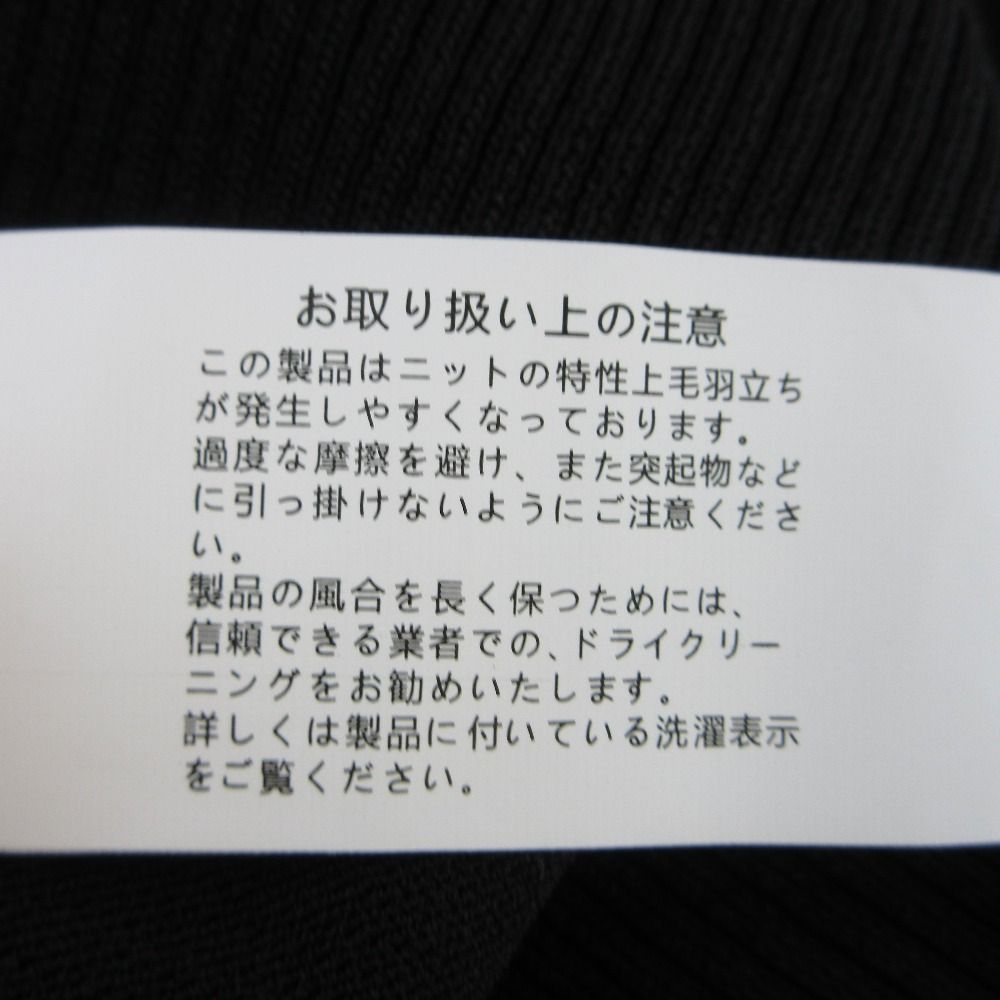 お取り扱い上の注意
この製品はニットの特性上毛羽立ち
が発生しやすくなっております。
過度な摩擦を避け、また突起物など
に引っ掛けないようにご注意くださ
い。
製品の風合を長く保つためには、
信頼できる業者での、ドライクリー
ニングをお勧めいたします。
詳しくは製品に付いている洗濯表示
をご覧ください。